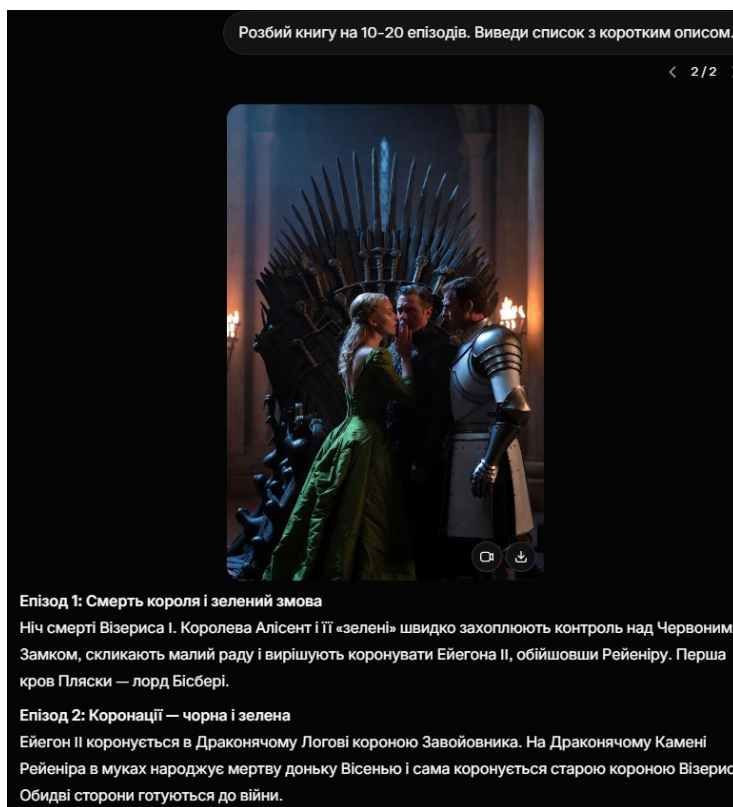 Розбий книгу на 10-20 епізодів. Виведи список з коротким описом.
2/2
Епізод 1: Смерть короля і зелений змова
Ніч смерті Візериса I. Королева Алісент і її «зелені» швидко захоплюють контроль над Червоним
Замком, скликають малий раду і вирішують коронувати Ейегона II, обійшовши Рейеніру. Перша
кров Пляски — лорд Бісбері.
Епізод 2: Коронації — чорна і зелена
Ейегон II коронується в Драконячому Логові короною Завойовника. На Драконячому Камені
Рейеніра в муках народжує мертву доньку Вісенью і сама коронується старою короною Візерис
Обидві сторони готуються до війни.